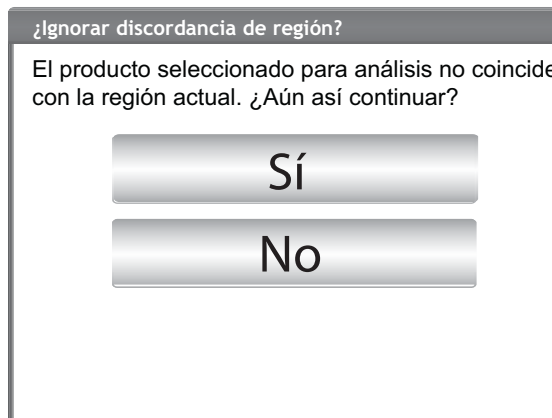 ¿Ignorar discordancia de región?
El producto seleccionado para análisis no coincide
con la región actual. ¿Aún así continuar?
Sí
No